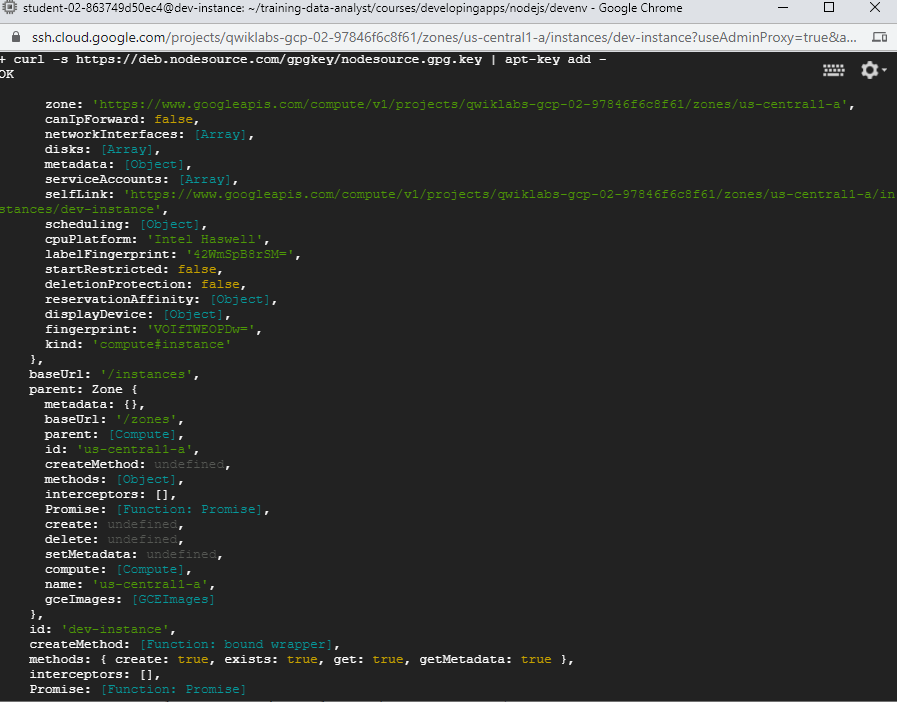 student-02-863749d50ec4@dev-instance: ~/training-data-analyst/courses/developingapps/nodejs/devenv - Google Chrome
ssh.cloud.google.com/projects/qwiklabs-gcp-02-97846f6c8f61/zones/us-central1-a/instances/dev-instance?useAdminProxy=true&a...
+ curl -s https://deb.nodesource.com/gpgkey/nodesource.gpg.key | apt-key add -
OK
zone: 'https://www.googleapis.com/compute/v1/projects/qwiklabs-gcp-02-97846f6c8f61/zones/us-central1-a',
canIpForward: false,
networkInterfaces: [Array],
disks: [Array],
metadata: [Object],
serviceAccounts: [Array],
selfLink: 'https://www.googleapis.com/compute/v1/projects/qwiklabs-gcp-02-97846f6c8f61/zones/us-central1-a/in
stances/dev-instance',
scheduling: [Object],
cpuPlatform: 'Intel Haswell',
labelFingerprint: '42WmSpB8rSM=',
startRestricted: false,
deletionProtection: false,
reservationAffinity: [Object],
displayDevice: [Object],
fingerprint: 'VOIfTWEOPDw=',
kind: 'compute#instance'
},
baseUrl: '/instances',
parent: Zone {
metadata: {},
baseUrl: '/zones',
parent: [Compute],
id: 'us-central1-a',
createMethod: undefined,
methods: [Object],
interceptors: [],
Promise: [Function: Promise],
create: undefined,
delete: undefined,
setMetadata: undefined,
compute: [Compute],
name: 'us-central1-a',
gceImages: [GCEImages]
},
id: 'dev-instance',
createMethod: [Function: bound wrapper],
methods: { create: true, exists: true, get: true, getMetadata: true },
interceptors: [],
Promise: [Function: Promise]